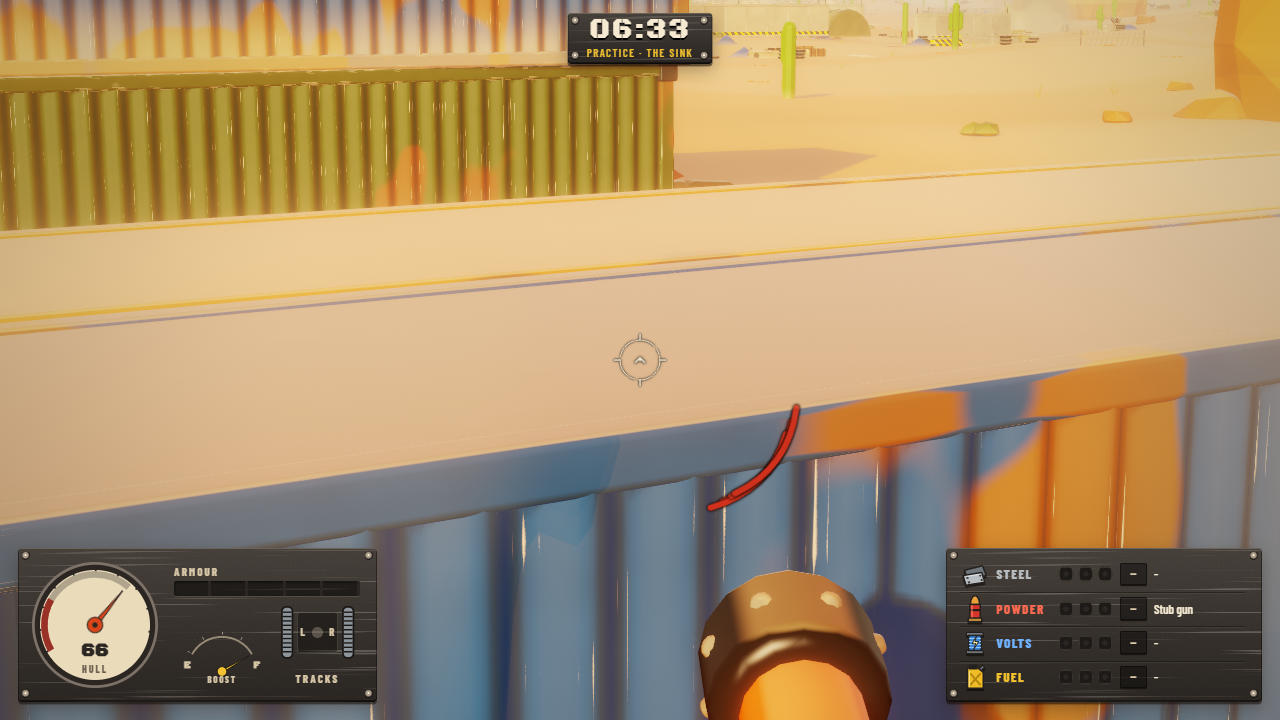 06:33
PRACTICE - THE SINK
ARMOUR
66
HULL
E
F
BOOST
L
R
TRACKS
STEEL - -
POWDER - Stub gun
VOLTS - -
FUEL - -